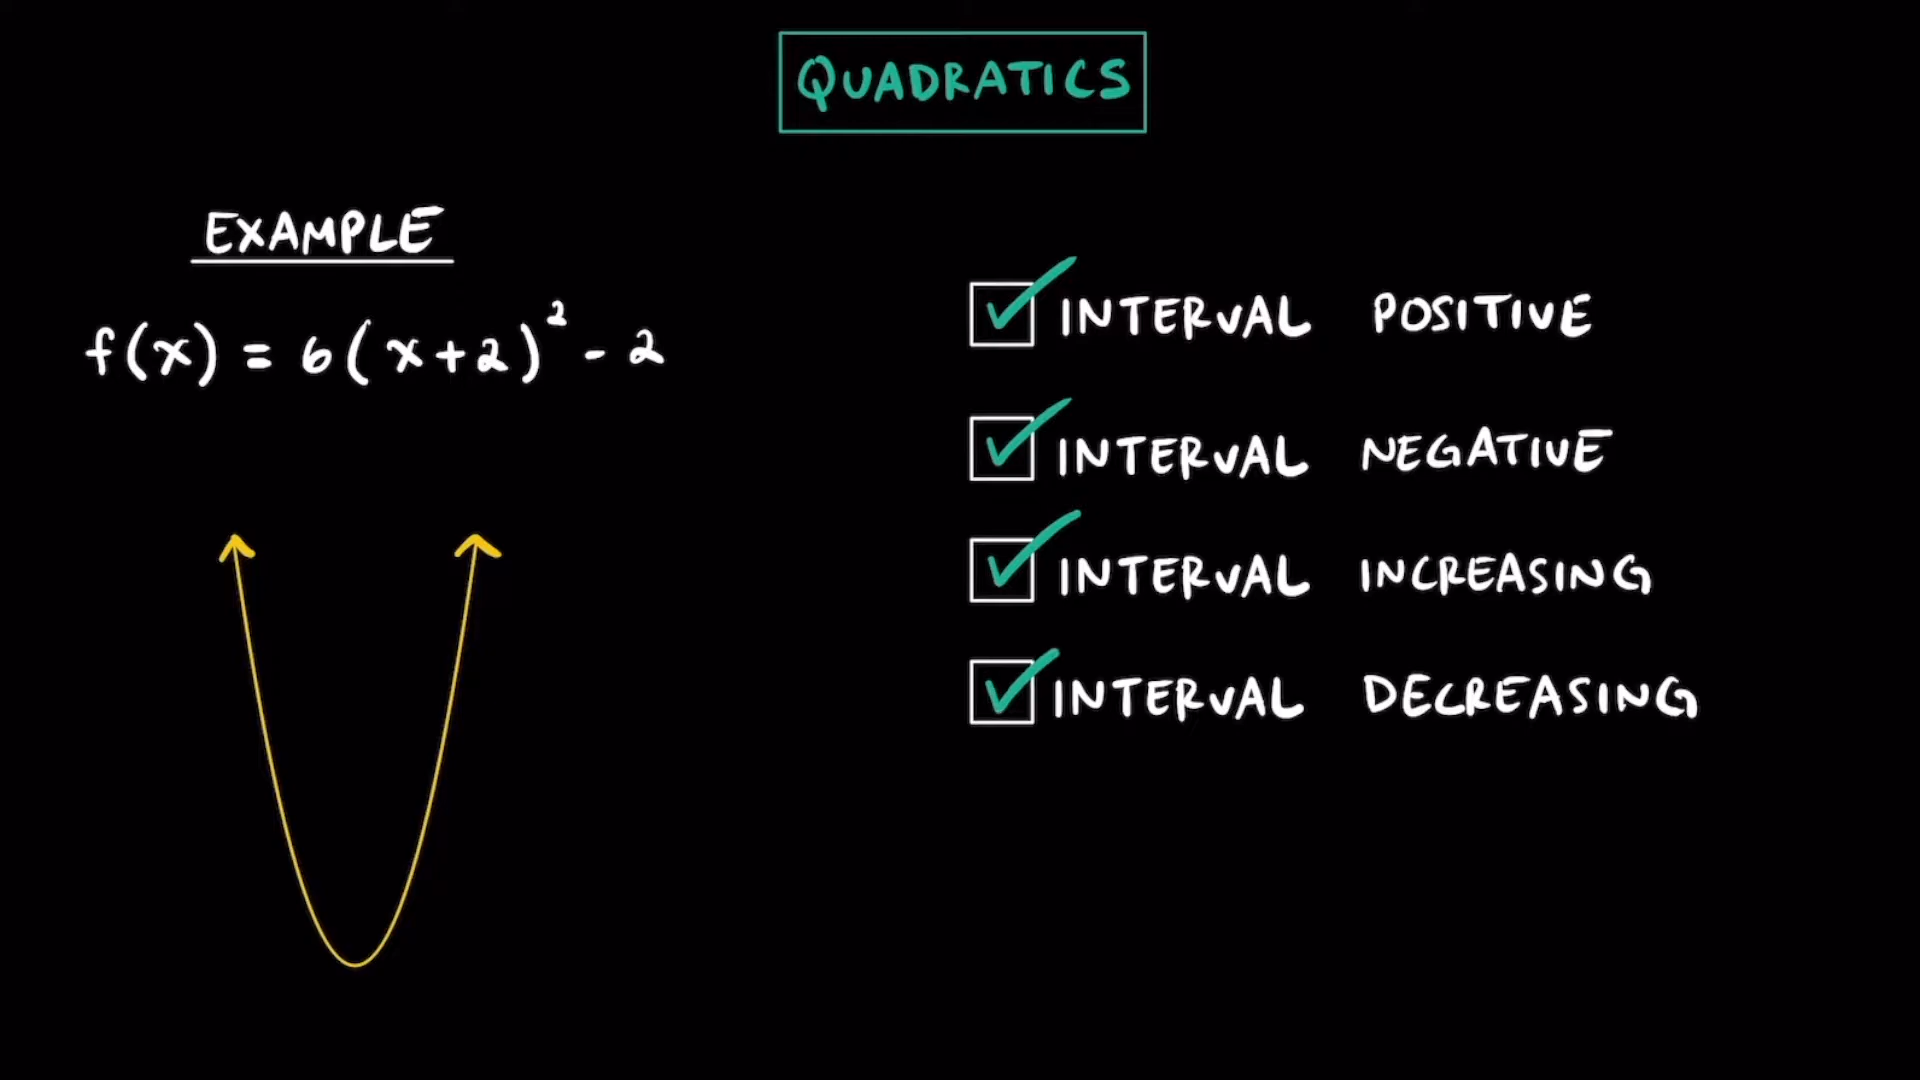 QUADRATICS
EXAMPLE
f(x) = 6(x+2)² - 2
INTERVAL POSITIVE
INTERVAL NEGATIVE
INTERVAL INCREASING
INTERVAL DECREASING